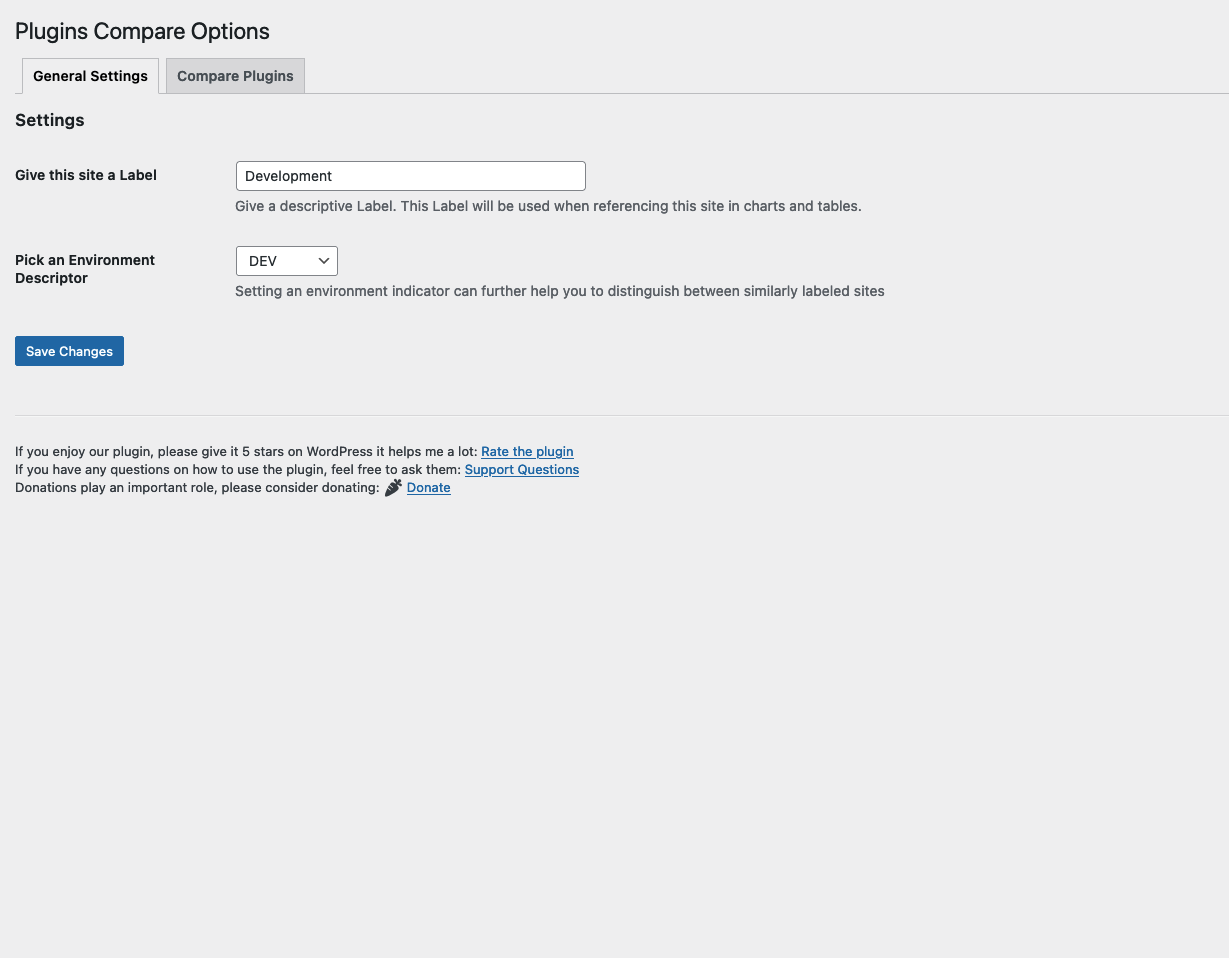 Plugins Compare Options
General Settings
Compare Plugins
Settings
Give this site a Label
Development
Give a descriptive Label. This Label will be used when referencing this site in charts and tables.
Pick an Environment
Descriptor
DEV
Setting an environment indicator can further help you to distinguish between similarly labeled sites
Save Changes
If you enjoy our plugin, please give it 5 stars on WordPress it helps me a lot: Rate the plugin
If you have any questions on how to use the plugin, feel free to ask them: Support Questions
Donations play an important role, please consider donating: Donate